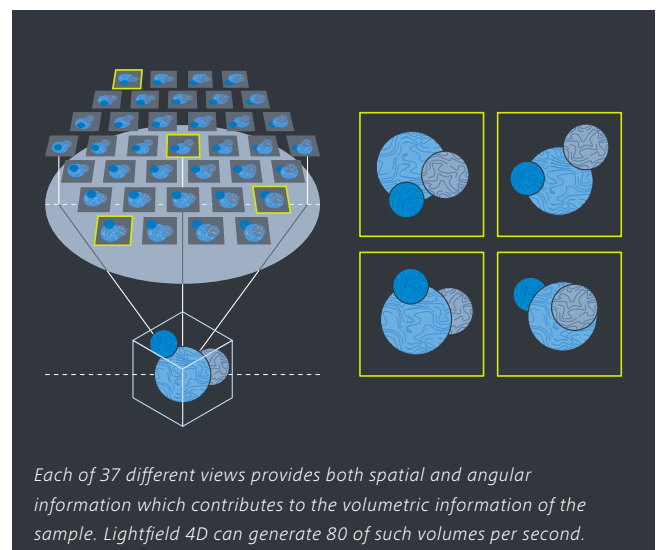 Each of 37 different views provides both spatial and angular
information which contributes to the volumetric information of the
sample. Lightfield 4D can generate 80 of such volumes per second.